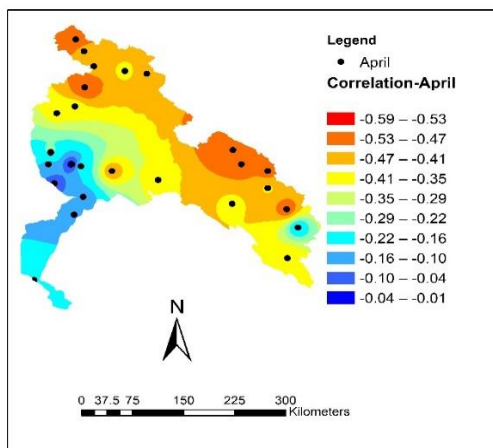 Legend
April
Correlation-April
-0.59 – -0.53
-0.53 – -0.47
-0.47 – -0.41
-0.41 – -0.35
-0.35 – -0.29
-0.29 – -0.22
-0.22 – -0.16
-0.16 – -0.10
-0.10 – -0.04
-0.04 – -0.01
N
0 37.5 75 150 225 300
Kilometers